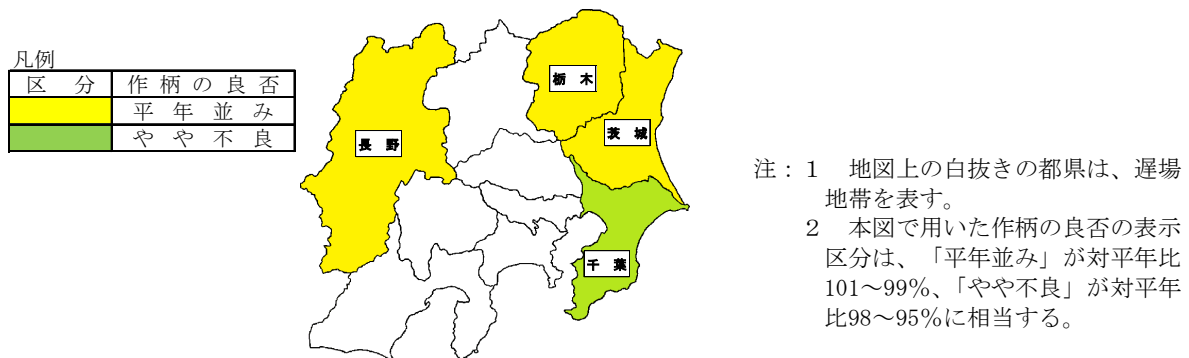 凡例
区 分 作柄の良否
平年並み
やや不良
栃木
茨城
長野
千葉
注：1 地図上の白抜きの都県は、遅場
地帯を表す。
2 本図で用いた作柄の良否の表示
区分は、「平年並み」が対平年比
101～99％、「やや不良」が対平年
比98～95％に相当する。